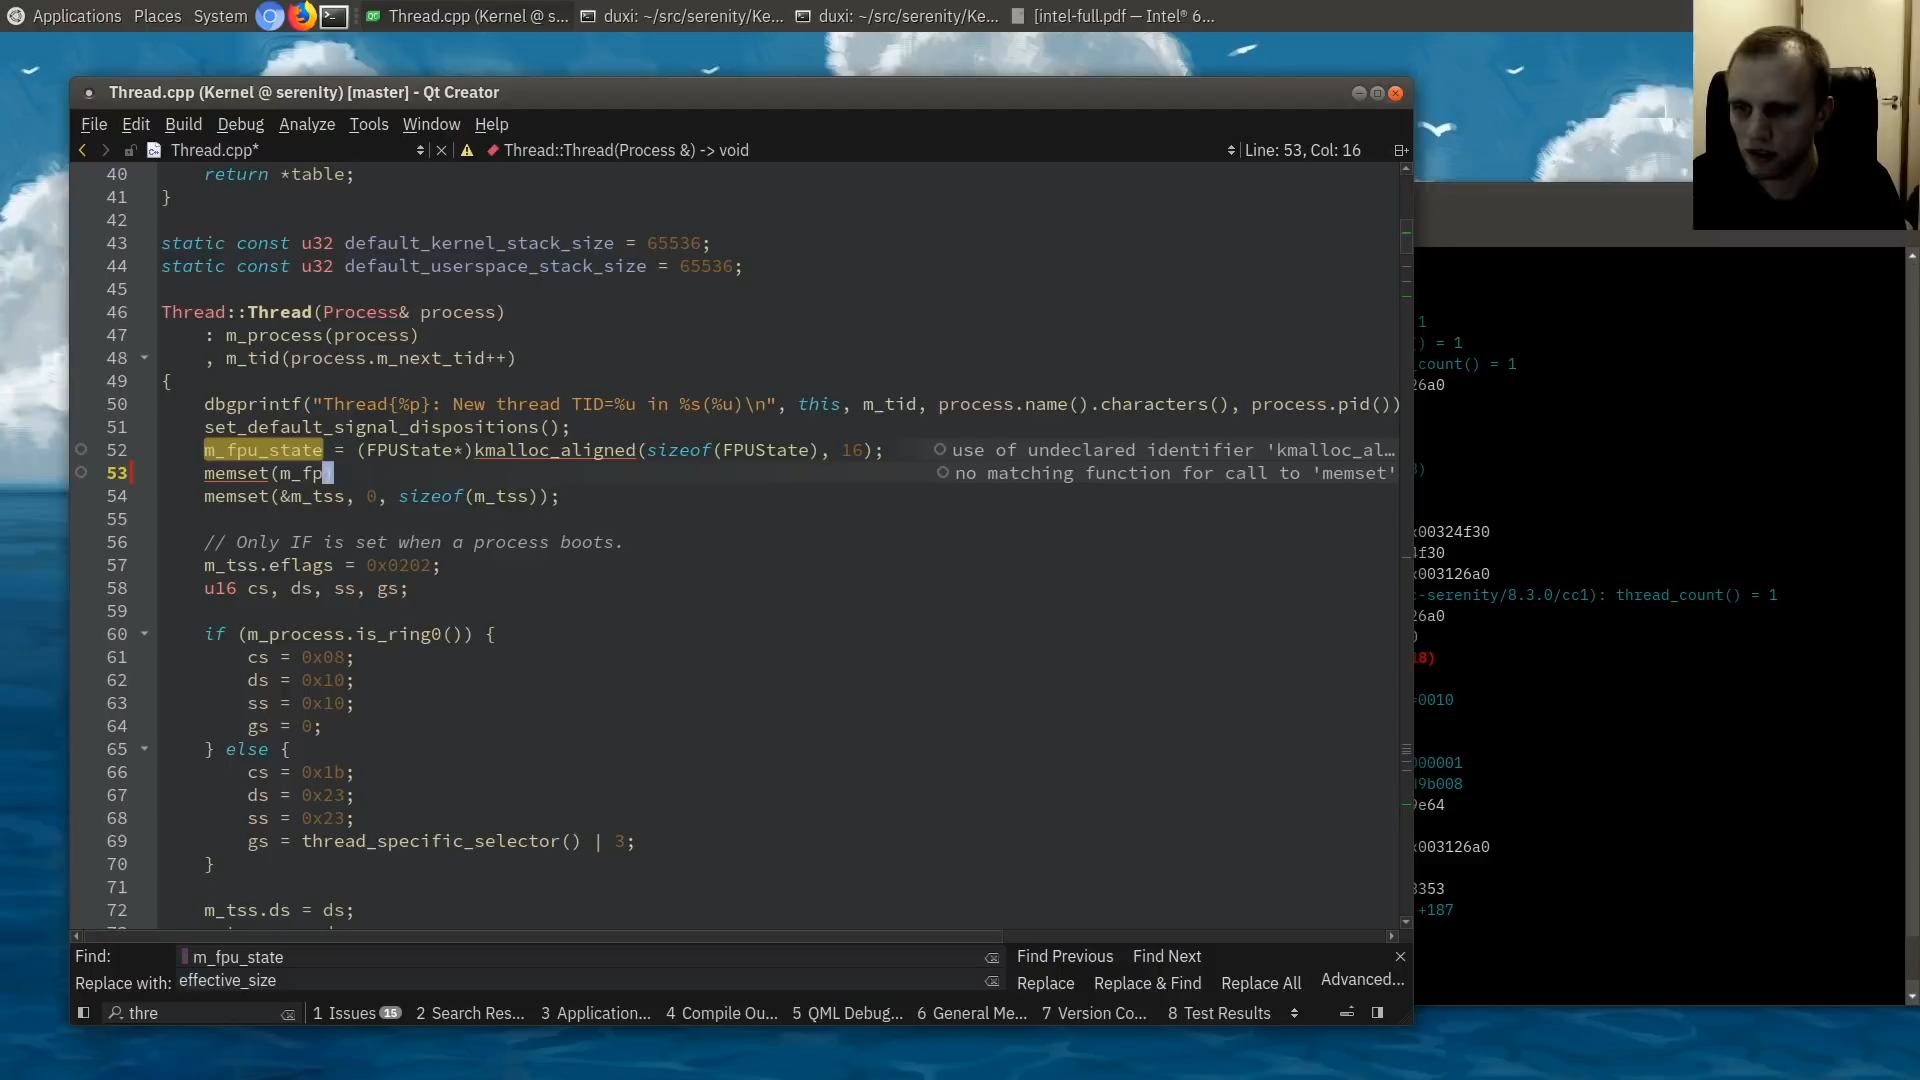 Applications Places System Thread.cpp (Kernel @ s... duxi: ~/src/serenity/Ke... duxi: ~/src/serenity/Ke... [intel-full.pdf — Intel® 6...
Thread.cpp (Kernel @ serenity) [master] - Qt Creator
File Edit Build Debug Analyze Tools Window Help
Thread.cpp* Thread::Thread(Process &) -> void Line: 53, Col: 16
40 return *table;
41 }
42
43 static const u32 default_kernel_stack_size = 65536;
44 static const u32 default_userspace_stack_size = 65536;
45
46 Thread::Thread(Process& process)
47 : m_process(process)
48 , m_tid(process.m_next_tid++)
49 {
50 dbgprintf("Thread{%p}: New thread TID=%u in %s(%u)\n", this, m_tid, process.name().characters(), process.pid())
51 set_default_signal_dispositions();
52 m_fpu_state = (FPUState*)kmalloc_aligned(sizeof(FPUState), 16); use of undeclared identifier 'kmalloc_al...
53 memset(m_fp) no matching function for call to 'memset'
54 memset(&m_tss, 0, sizeof(m_tss));
55
56 // Only IF is set when a process boots.
57 m_tss.eflags = 0x0202;
58 u16 cs, ds, ss, gs;
59
60 if (m_process.is_ring0()) {
61 cs = 0x08;
62 ds = 0x10;
63 ss = 0x10;
64 gs = 0;
65 } else {
66 cs = 0x1b;
67 ds = 0x23;
68 ss = 0x23;
69 gs = thread_specific_selector() | 3;
70 }
71
72 m_tss.ds = ds;
Find: m_fpu_state Find Previous Find Next
Replace with: effective_size Replace Replace & Find Replace All Advanced...
thre 1 Issues 15 2 Search Res... 3 Application... 4 Compile Ou... 5 QML Debug... 6 General Me... 7 Version Co... 8 Test Results
1
) = 1
count() = 1
26a0
)
x00324f30
4f30
x003126a0
c-serenity/8.3.0/cc1): thread_count() = 1
26a0
18)
=0010
000001
d9b008
9e64
x003126a0
8353
+187